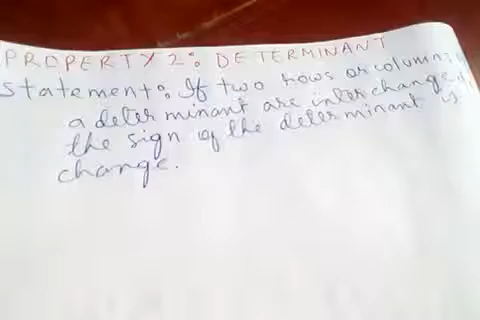 PROPERTY 2: DETERMINANT
Statement: If two rows or columns
a determinant are interchanged
the sign of the determinant is
change.